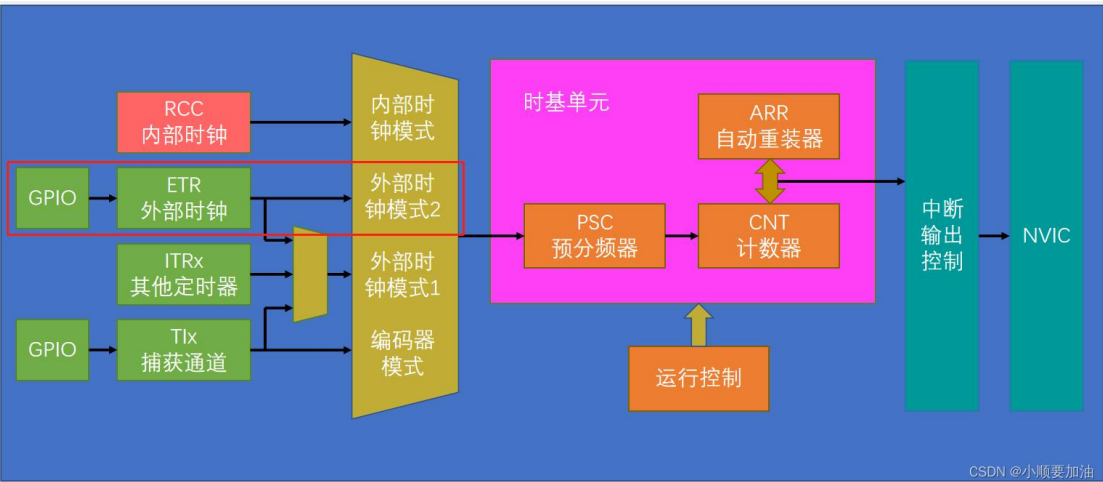 RCC
内部时钟
GPIO
ETR
外部时钟
ITRx
其他定时器
GPIO
TIx
捕获通道
内部时
钟模式
外部时
钟模式2
外部时
钟模式1
编码器
模式
时基单元
ARR
自动重装器
PSC
预分频器
CNT
计数器
运行控制
中断
输出
控制
NVIC
CSDN @小顺要加油